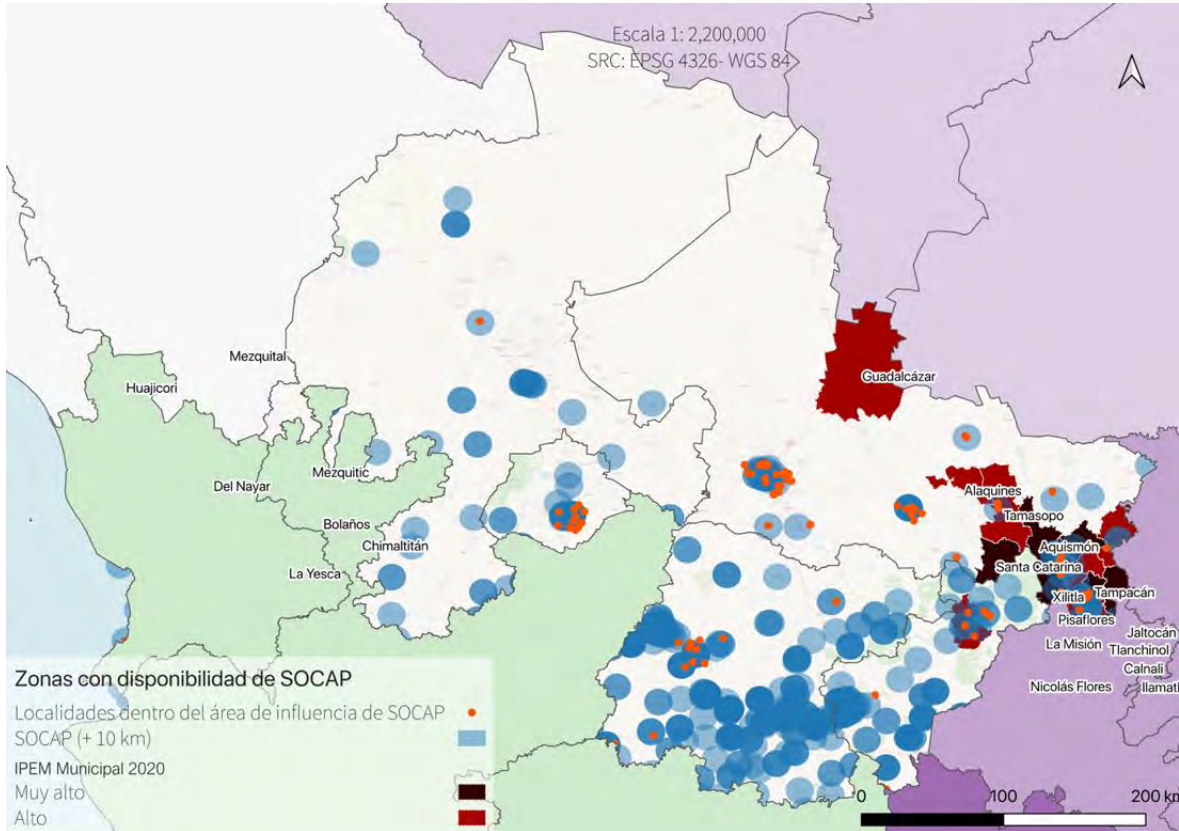 Escala 1: 2,200,000
SRC: EPSG 4326- WGS 84
Mezquital
Huajicori
Guadalcázar
Mezquitic
Del Nayar
Alaquines
Tamasopo
Bolaños
Chimaltitán
Aquismón
La Yesca
Santa Catarina
Xilitla
Tampacán
Pisaflores
La Misión
Jaltocán
Tlanchinol
Calnali
Nicolás Flores
Ilamatl
Zonas con disponibilidad de SOCAP
Localidades dentro del área de influencia de SOCAP
SOCAP (+ 10 km)
IPEM Municipal 2020
Muy alto
Alto
0 100 200 km